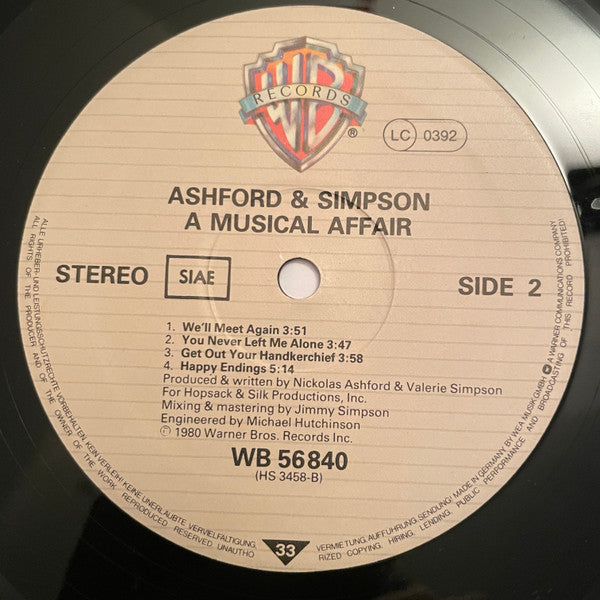 WB
RECORDS
®
LC 0392
ASHFORD & SIMPSON
A MUSICAL AFFAIR
STEREO
SIAE
SIDE 2
1. We'll Meet Again 3:51
2. You Never Left Me Alone 3:47
3. Get Out Your Handkerchief 3:58
4. Happy Endings 5:14
Produced & written by Nickolas Ashford & Valerie Simpson
For Hopsack & Silk Productions, Inc.
Mixing & mastering by Jimmy Simpson
Engineered by Michael Hutchinson
℗ 1980 Warner Bros. Records Inc.
WB 56 840
(HS 3458-B)
33
ALLE URHEBER- UND LEISTUNGSSCHUTZRECHTE VORBEHALTEN. KEIN VERLEIH! KEINE UNERLAUBTE VERVIELFÄLTIGUNG, VERMIETUNG, AUFFÜHRUNG, SENDUNG! MADE IN GERMANY BY WEA MUSIK GMBH, A WARNER COMMUNICATIONS COMPANY
ALL RIGHTS OF THE PRODUCER AND OF THE OWNER OF THE WORK REPRODUCED RESERVED. UNAUTHORIZED COPYING, HIRING, LENDING, PUBLIC PERFORMANCE AND BROADCASTING OF THIS RECORD PROHIBITED!